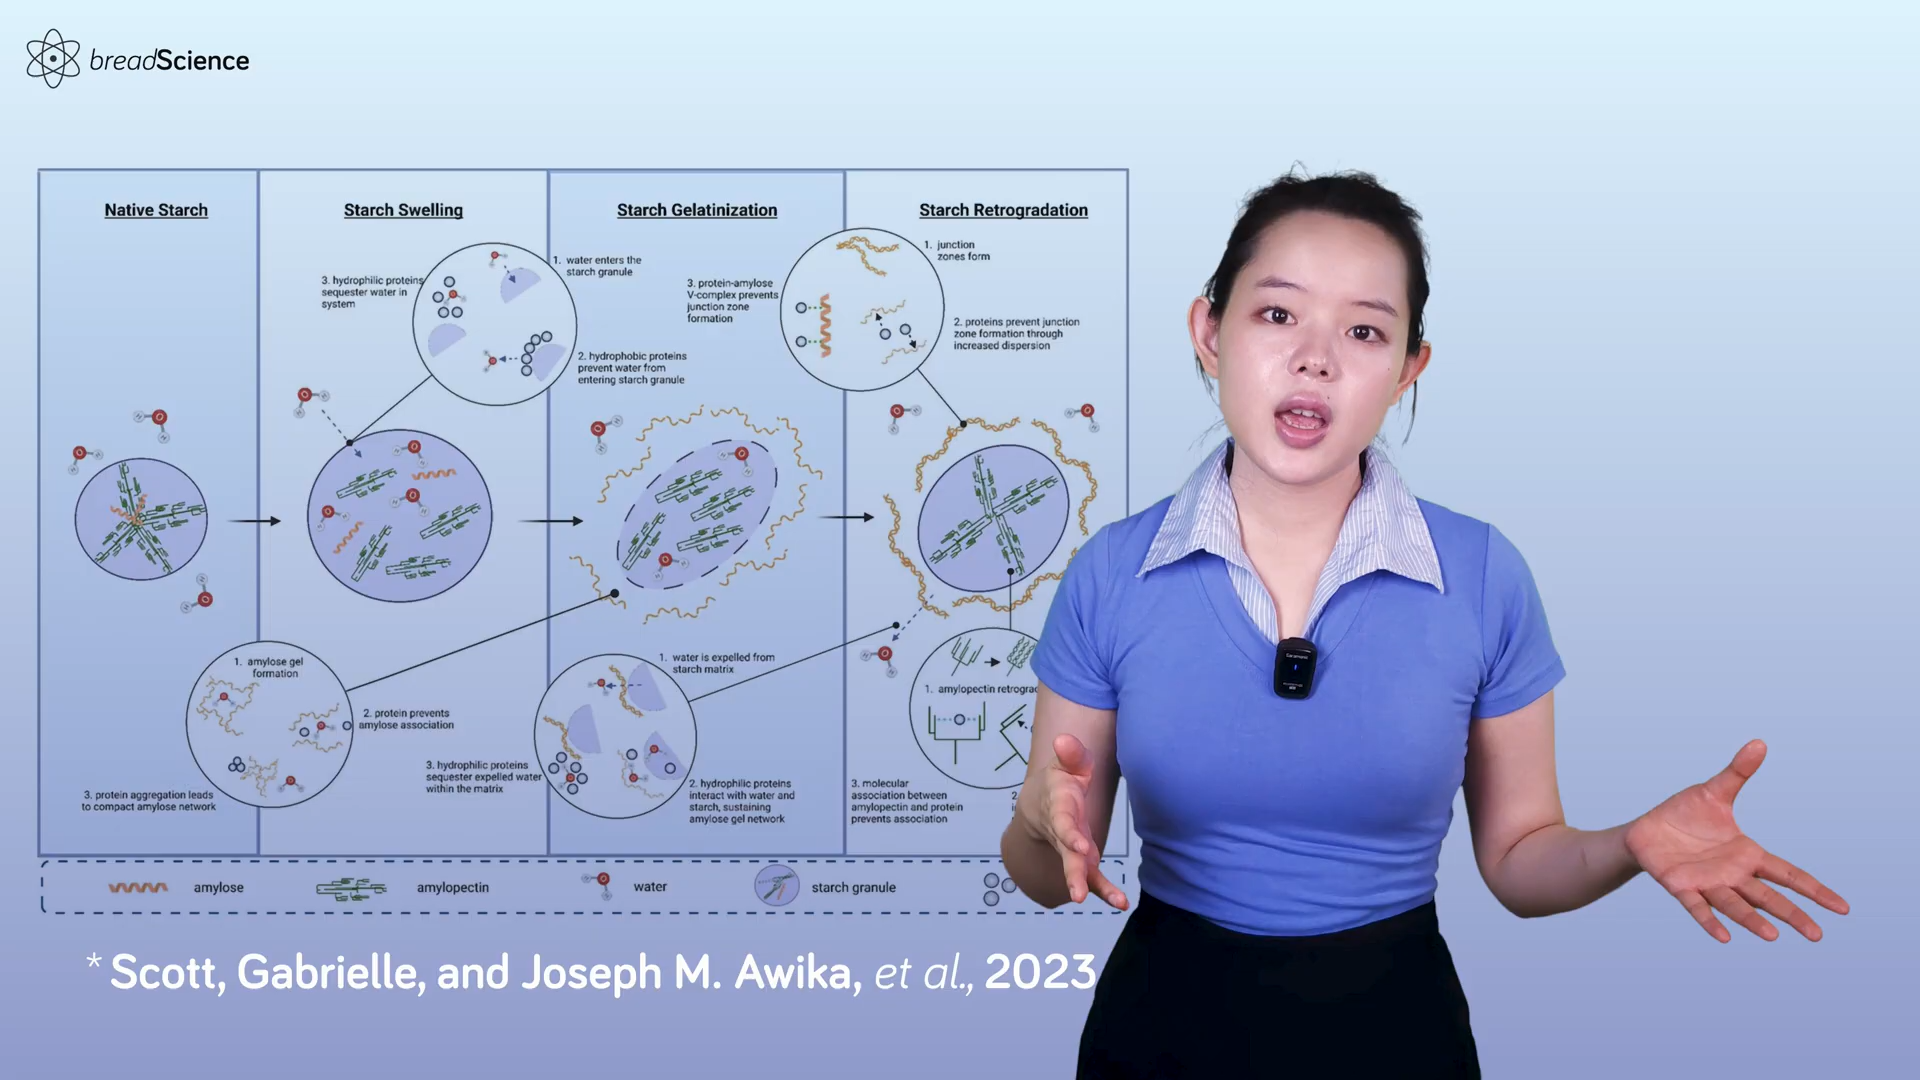 breadScience
Native Starch
Starch Swelling
Starch Gelatinization
Starch Retrogradation
3. hydrophilic proteins
sequester water in
system
1. water enters the
starch granule
2. hydrophobic proteins
prevent water from
entering starch granule
3. protein-amylose
V-complex prevents
junction zone
formation
1. junction
zones form
2. proteins prevent junction
zone formation through
increased dispersion
1. amylose gel
formation
2. protein prevents
amylose association
3. protein aggregation leads
to compact amylose network
1. water is expelled from
starch matrix
3. hydrophilic proteins
sequester expelled water
within the matrix
2. hydrophilic proteins
interact with water and
starch, sustaining
amylose gel network
1. amylopectin
3. molecular
association between
amylopectin and protein
prevents association
2.
amylose
amylopectin
water
starch granule
* Scott, Gabrielle, and Joseph M. Awika, et al., 2023